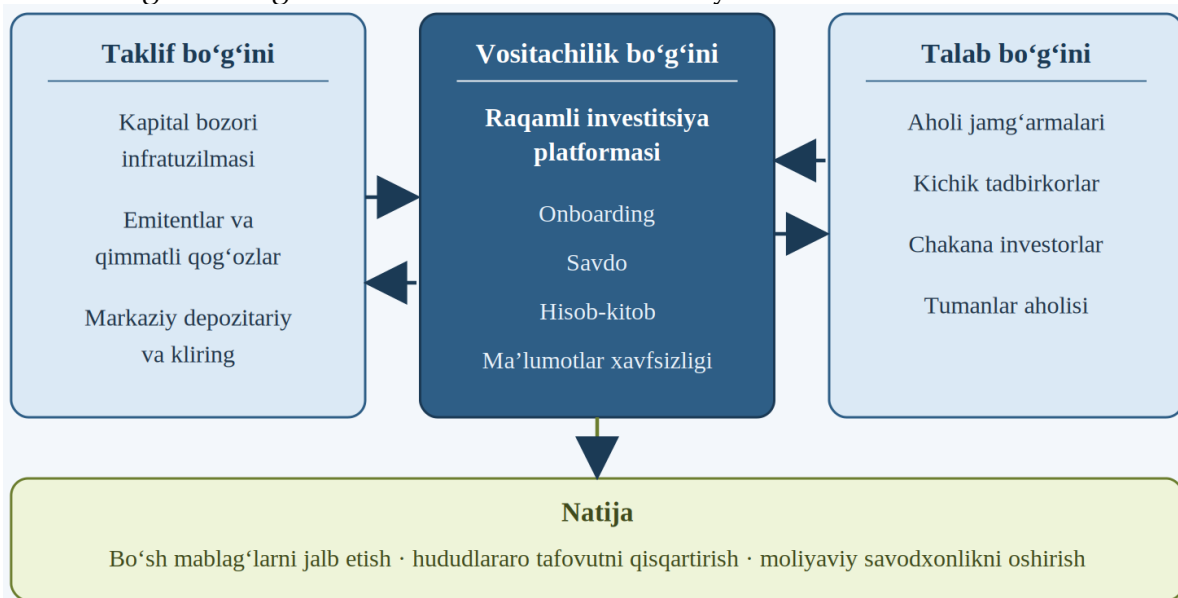 Taklif bo‘g‘ini
Kapital bozori
infratuzilmasi
Emitentlar va
qimmatli qog‘ozlar
Markaziy depozitariy
va kliring
Vositachilik bo‘g‘ini
Raqamli investitsiya
platformasi
Onboarding
Savdo
Hisob-kitob
Ma’lumotlar xavfsizligi
Talab bo‘g‘ini
Aholi jamg‘armalari
Kichik tadbirkorlar
Chakana investorlar
Tumanlar aholisi
Natija
Bo‘sh mablag‘larni jalb etish · hududlararo tafovutni qisqartirish · moliyaviy savodxonlikni oshirish